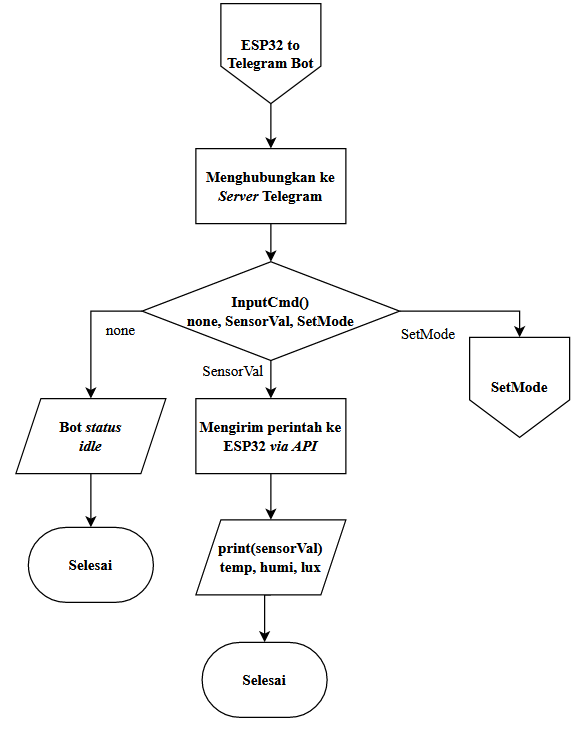 ESP32 to
Telegram Bot
Menghubungkan ke
Server Telegram
InputCmd()
none, SensorVal, SetMode
none
SetMode
SensorVal
SetMode
Bot status
idle
Mengirim perintah ke
ESP32 via API
print(sensorVal)
temp, humi, lux
Selesai
Selesai